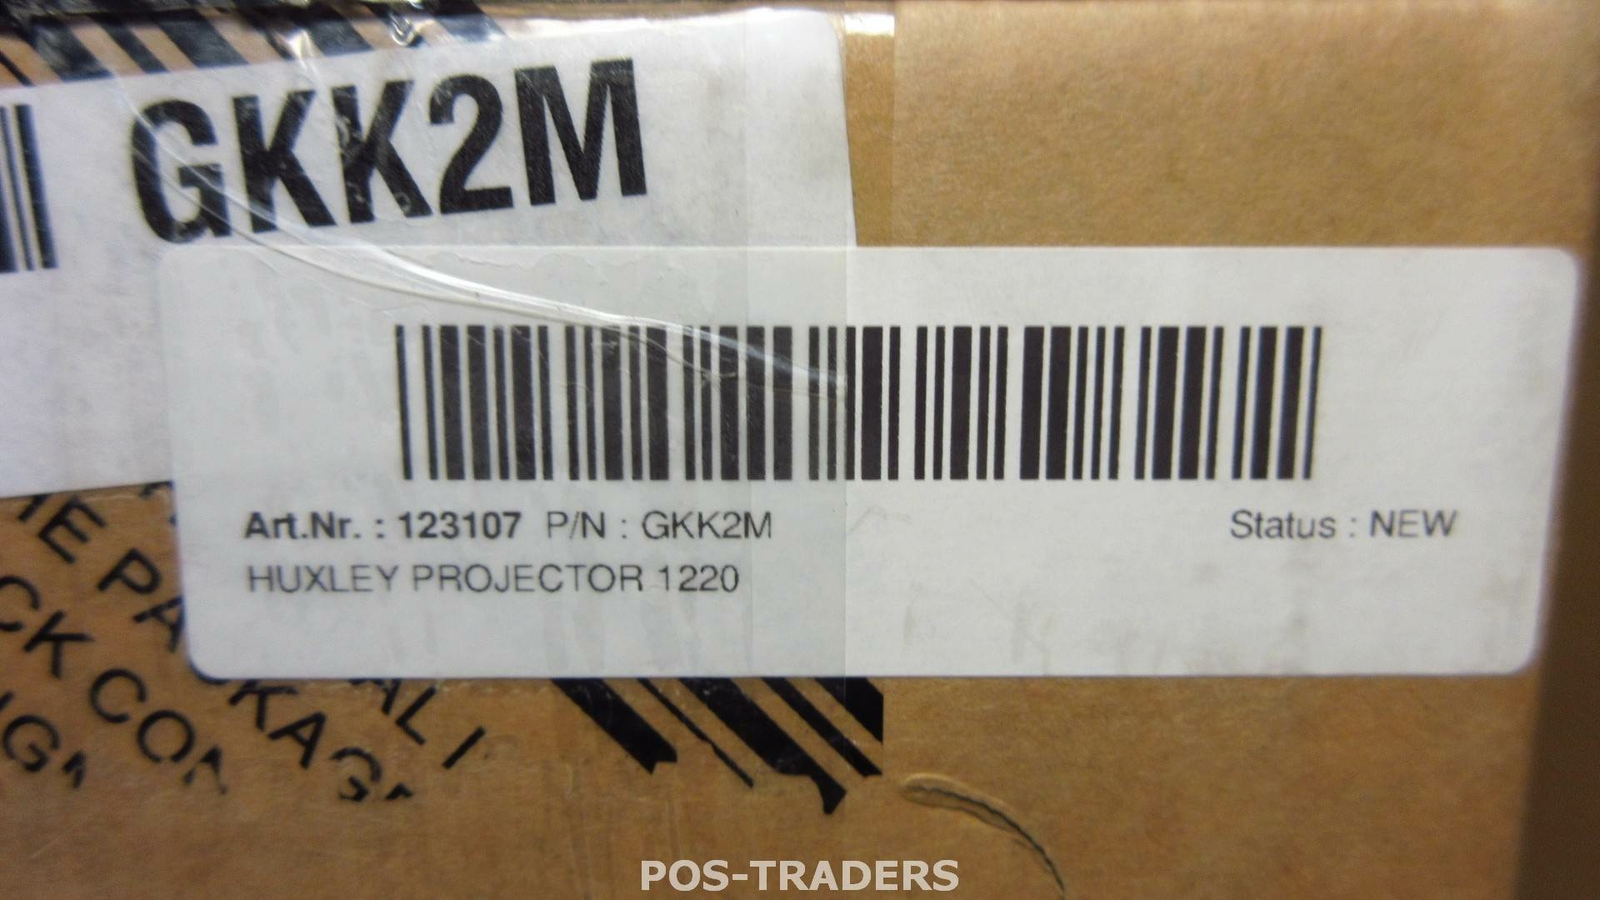 GKK2M
Art.Nr. : 123107 P/N : GKK2M Status : NEW
HUXLEY PROJECTOR 1220
POS-TRADERS